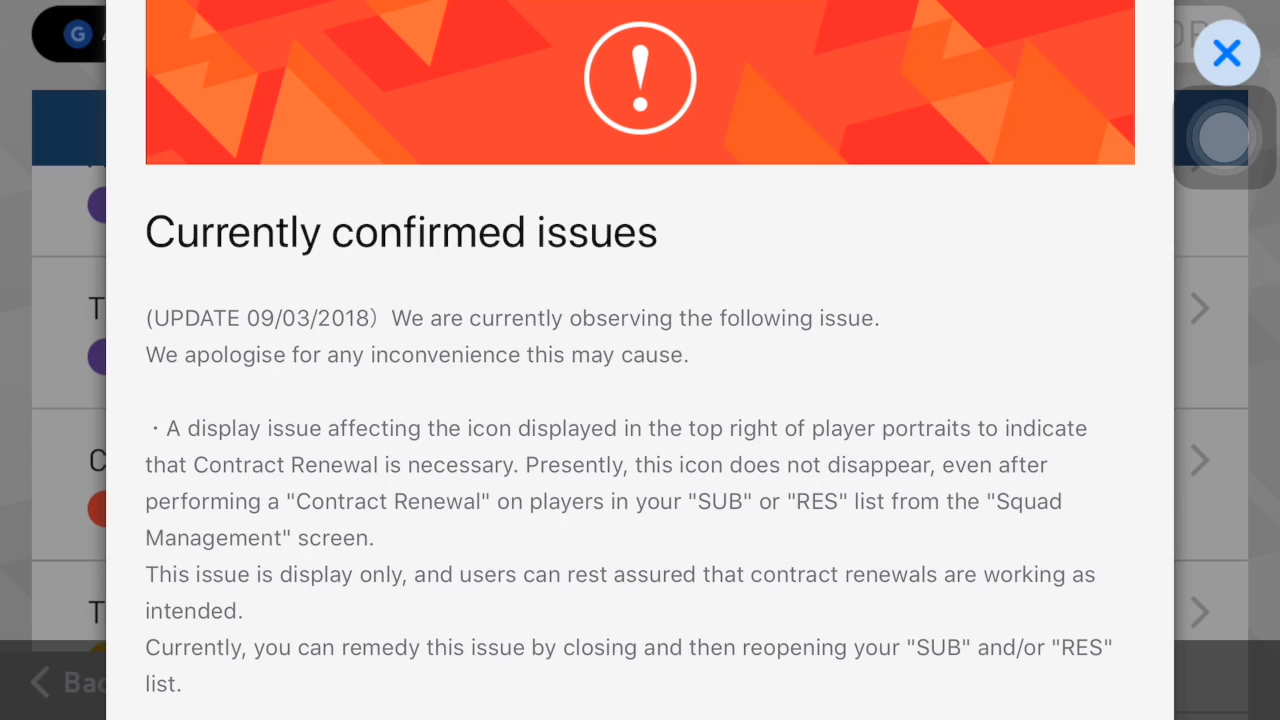 Currently confirmed issues
(UPDATE 09/03/2018） We are currently observing the following issue.
We apologise for any inconvenience this may cause.
・A display issue affecting the icon displayed in the top right of player portraits to indicate
that Contract Renewal is necessary. Presently, this icon does not disappear, even after
performing a "Contract Renewal" on players in your "SUB" or "RES" list from the "Squad
Management" screen.
This issue is display only, and users can rest assured that contract renewals are working as
intended.
Currently, you can remedy this issue by closing and then reopening your "SUB" and/or "RES"
list.